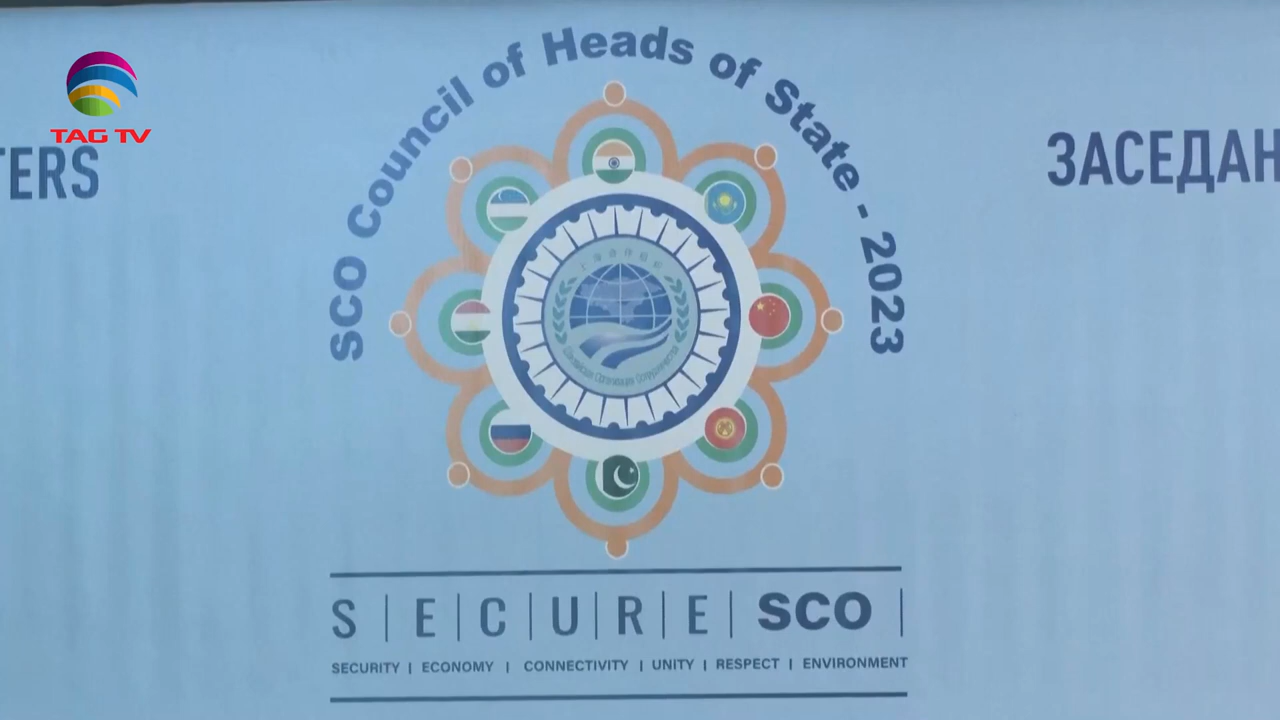 TAG TV
TERS
SCO Council of Heads of State - 2023
ЗАСЕДАН
S | E | C | U | R | E | SCO |
SECURITY | ECONOMY | CONNECTIVITY | UNITY | RESPECT | ENVIRONMENT